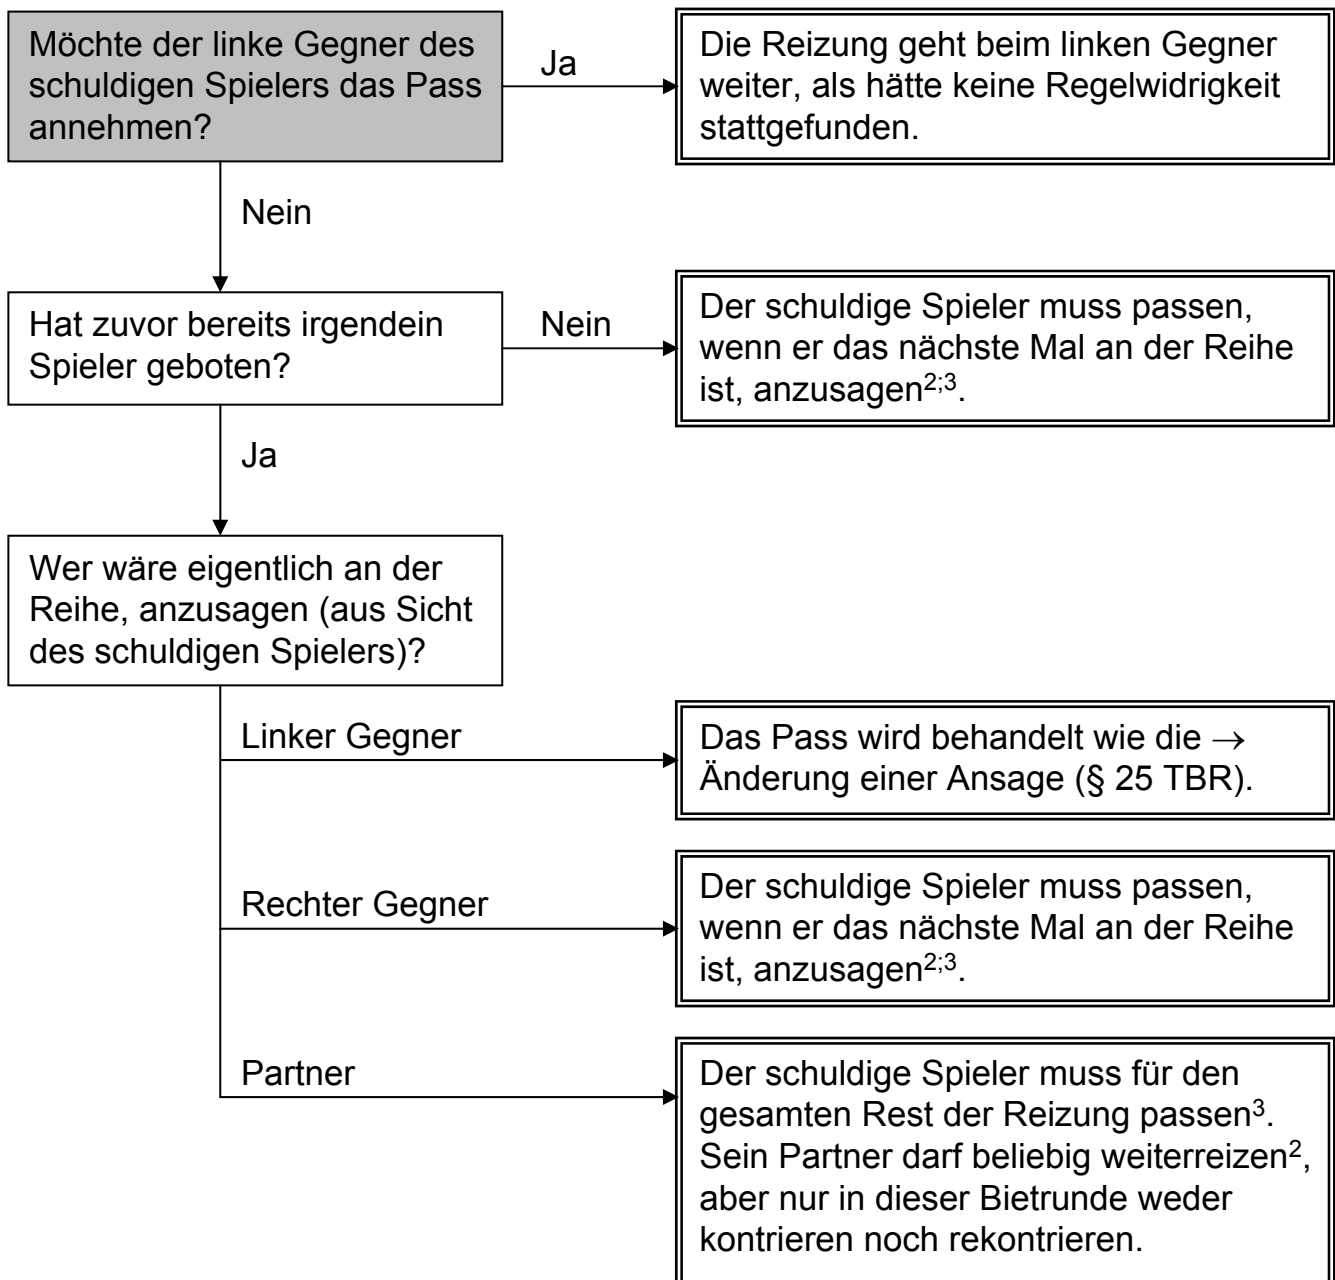 Möchte der linke Gegner des
schuldigen Spielers das Pass
annehmen?
Ja
Die Reizung geht beim linken Gegner
weiter, als hätte keine Regelwidrigkeit
stattgefunden.
Nein
Hat zuvor bereits irgendein
Spieler geboten?
Nein
Der schuldige Spieler muss passen,
wenn er das nächste Mal an der Reihe
ist, anzusagen²;³.
Ja
Wer wäre eigentlich an der
Reihe, anzusagen (aus Sicht
des schuldigen Spielers)?
Linker Gegner
Das Pass wird behandelt wie die →
Änderung einer Ansage (§ 25 TBR).
Rechter Gegner
Der schuldige Spieler muss passen,
wenn er das nächste Mal an der Reihe
ist, anzusagen²;³.
Partner
Der schuldige Spieler muss für den
gesamten Rest der Reizung passen³.
Sein Partner darf beliebig weiterreizen²,
aber nur in dieser Bietrunde weder
kontrieren noch rekontrieren.